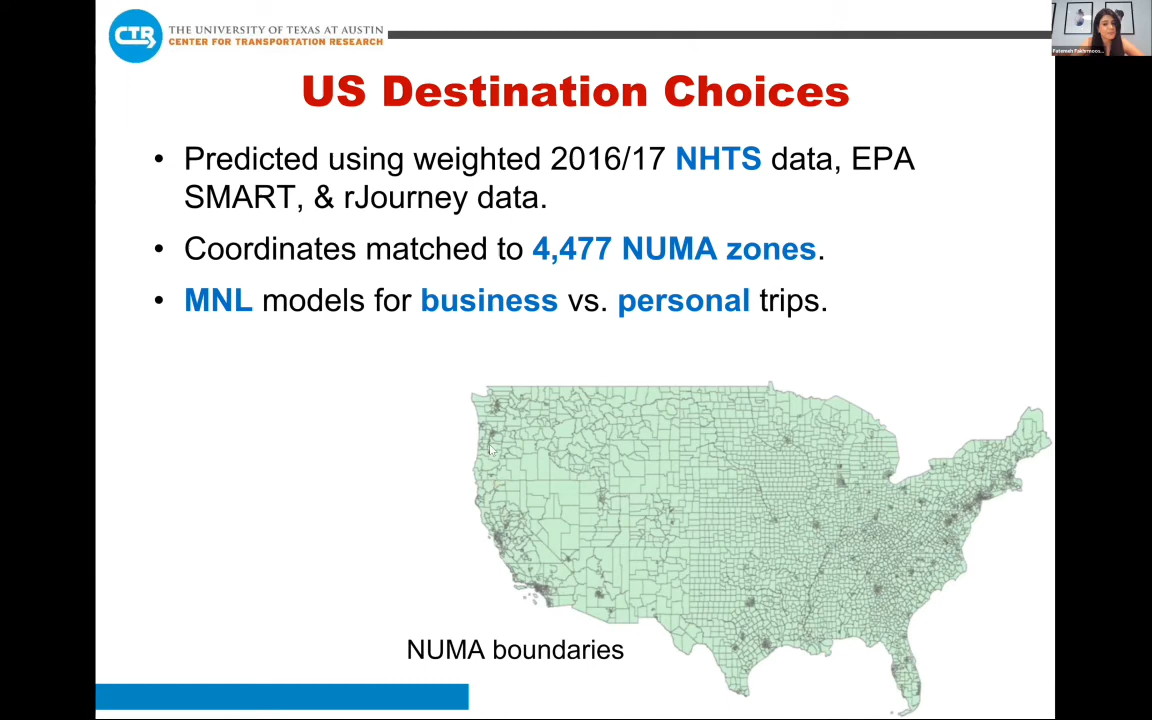 CTR THE UNIVERSITY OF TEXAS AT AUSTIN
CENTER FOR TRANSPORTATION RESEARCH
US Destination Choices
• Predicted using weighted 2016/17 NHTS data, EPA
SMART, & rJourney data.
• Coordinates matched to 4,477 NUMA zones.
• MNL models for business vs. personal trips.
NUMA boundaries